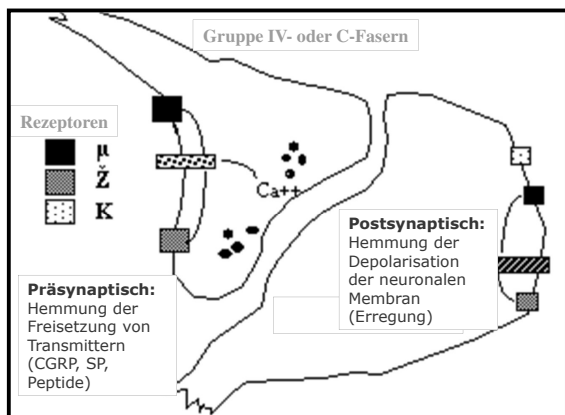 Gruppe IV- oder C-Fasern
Rezeptoren
µ
Ž
K
Ca++
Postsynaptisch:
Hemmung der
Depolarisation
der neuronalen
Membran
(Erregung)
Präsynaptisch:
Hemmung der
Freisetzung von
Transmittern
(CGRP, SP,
Peptide)